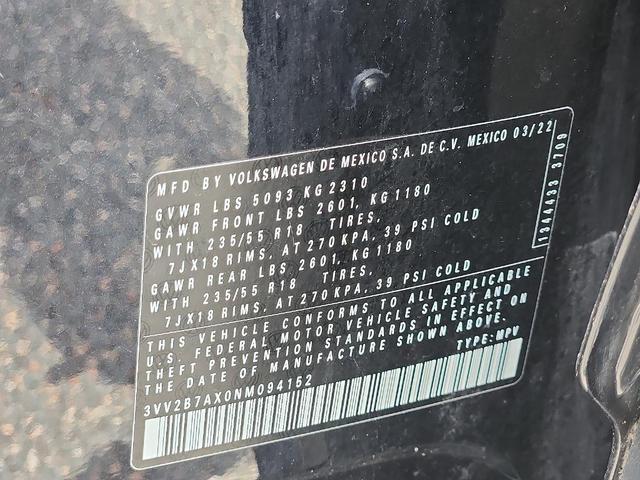 MFD BY VOLKSWAGEN DE MEXICO S.A. DE C.V. MEXICO 03/22
GVWR LBS 5093 KG 2310
GAWR FRONT LBS 2601, KG 1180
WITH 235/55 R18 TIRES,
7JX18 RIMS, AT 270 KPA, 39 PSI COLD
GAWR REAR LBS 2601, KG 1180
WITH 235/55 R18 TIRES,
7JX18 RIMS, AT 270 KPA, 39 PSI COLD
THIS VEHICLE CONFORMS TO ALL APPLICABLE
U.S. FEDERAL MOTOR VEHICLE SAFETY AND
THEFT PREVENTION STANDARDS IN EFFECT ON
THE DATE OF MANUFACTURE SHOWN ABOVE.
3VV2B7AX0NM094152 TYPE: MPV
1344433 3709